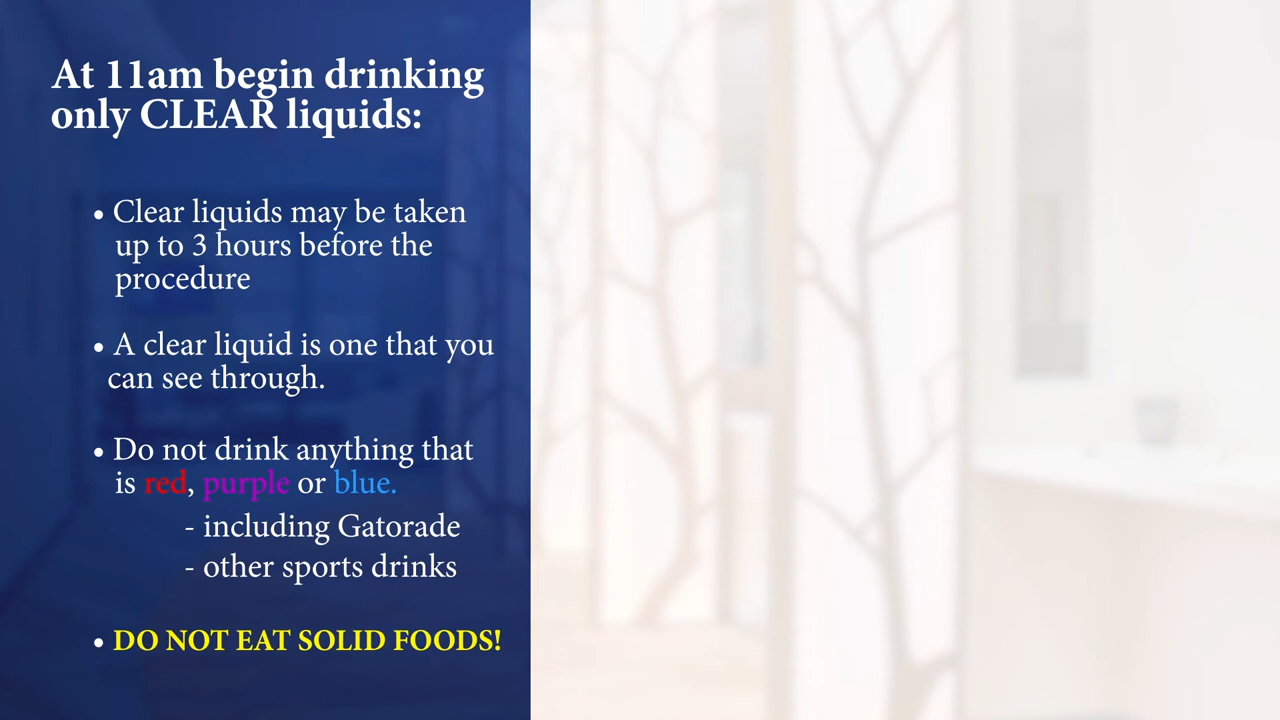 At 11am begin drinking
only CLEAR liquids:
• Clear liquids may be taken
up to 3 hours before the
procedure
• A clear liquid is one that you
can see through.
• Do not drink anything that
is red, purple or blue.
- including Gatorade
- other sports drinks
• DO NOT EAT SOLID FOODS!